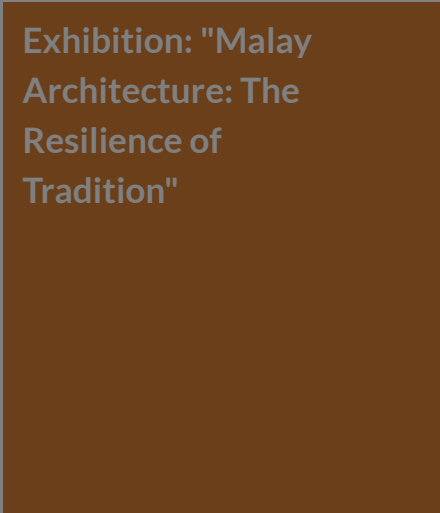 Exhibition: "Malay
Architecture: The
Resilience of
Tradition"